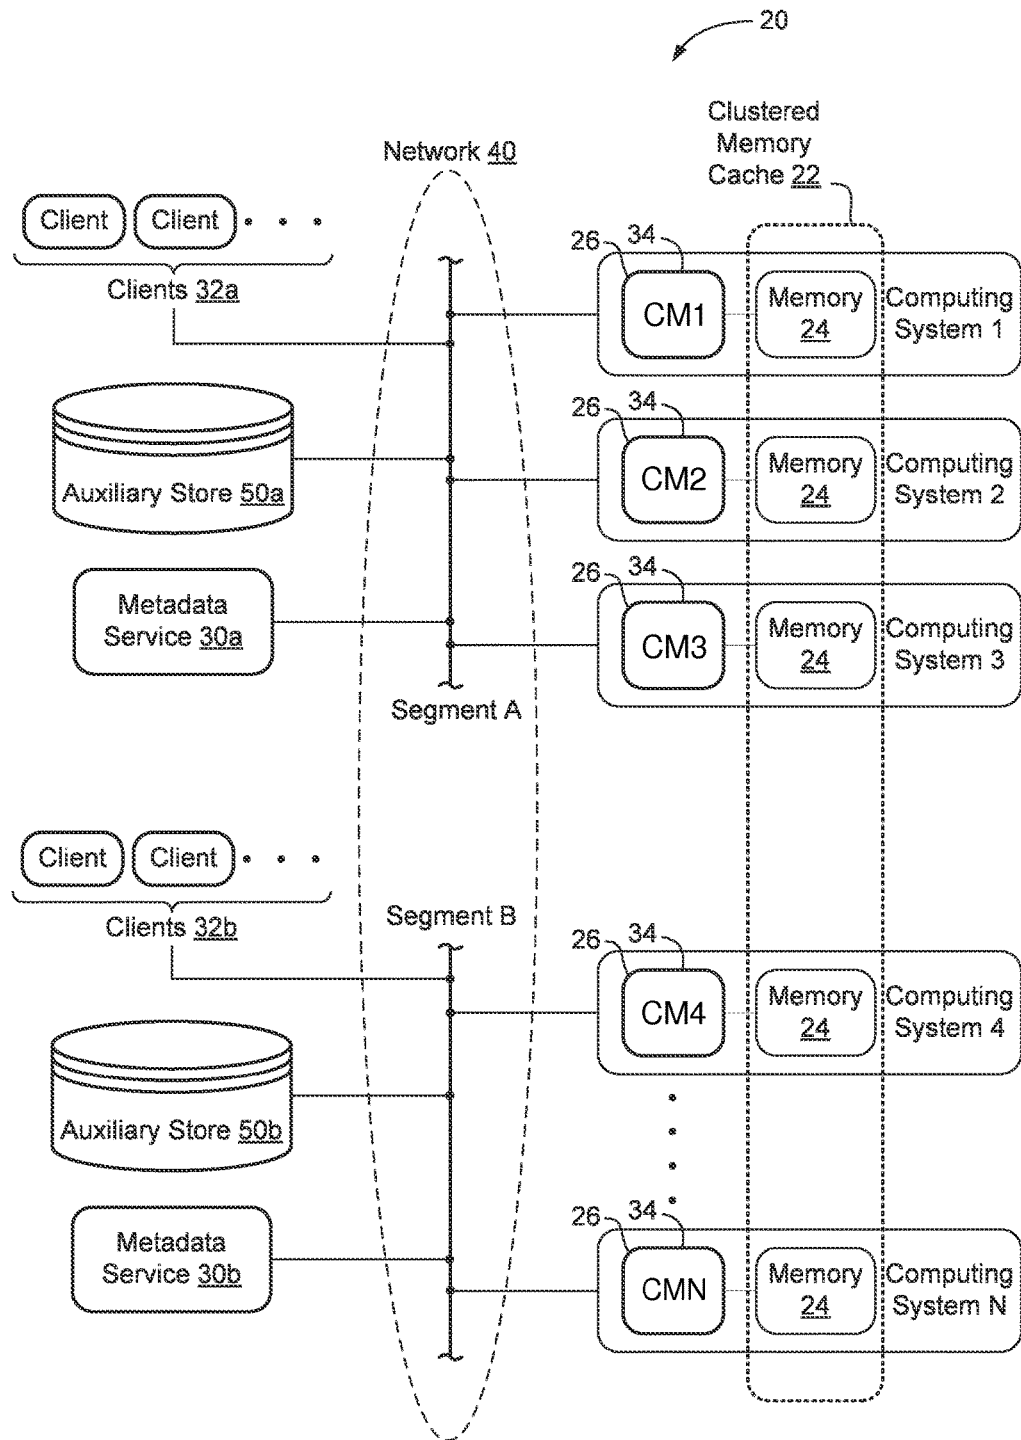 20
Clustered
Memory
Cache 22
Network 40
Client Client
Clients 32a
26 34
CM1
Memory
24
Computing
System 1
Auxiliary Store 50a
26 34
CM2
Memory
24
Computing
System 2
Metadata
Service 30a
26 34
CM3
Memory
24
Computing
System 3
Segment A
Client Client
Clients 32b
Segment B
26 34
CM4
Memory
24
Computing
System 4
Auxiliary Store 50b
Metadata
Service 30b
26 34
CMN
Memory
24
Computing
System N